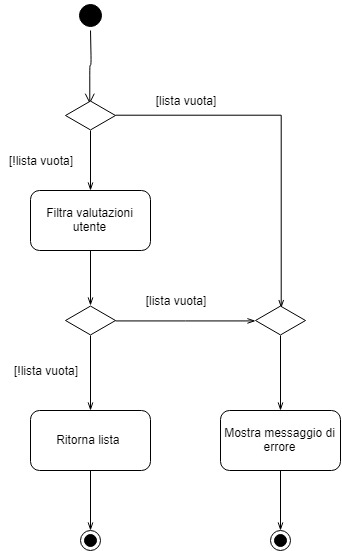 [lista vuota]
[!lista vuota]
Filtra valutazioni
utente
[lista vuota]
[!lista vuota]
Ritorna lista
Mostra messaggio di
errore